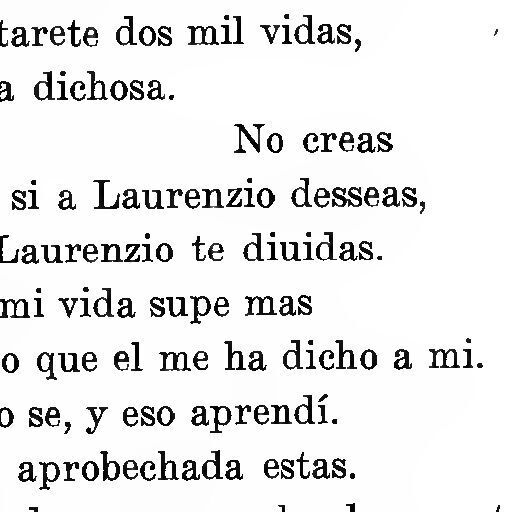 tarete dos mil vidas,
a dichosa.
No creas
si a Laurenzio desseas,
Laurenzio te diuidas.
mi vida supe mas
o que el me ha dicho a mi.
o se, y eso aprendí.
aprobechada estas.